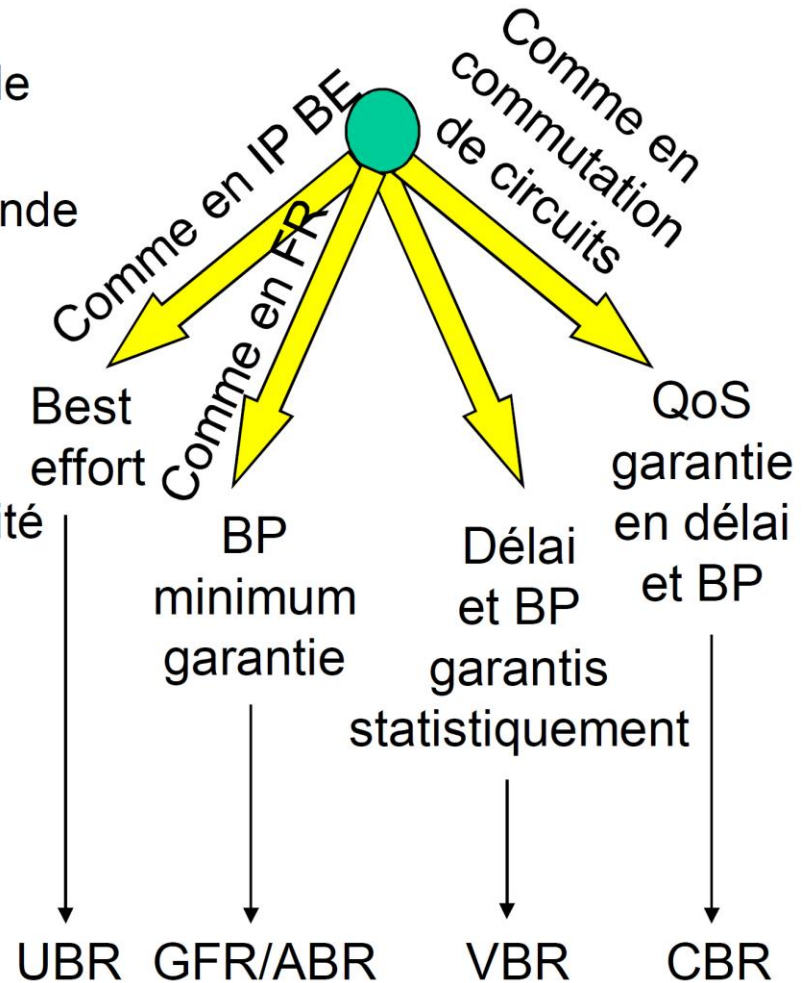 Comme en IP BE
Comme en FR
Comme en
commutation
de circuits
Best
effort
BP
minimum
garantie
Délai
et BP
garantis
statistiquement
QoS
garantie
en délai
et BP
UBR
GFR/ABR
VBR
CBR